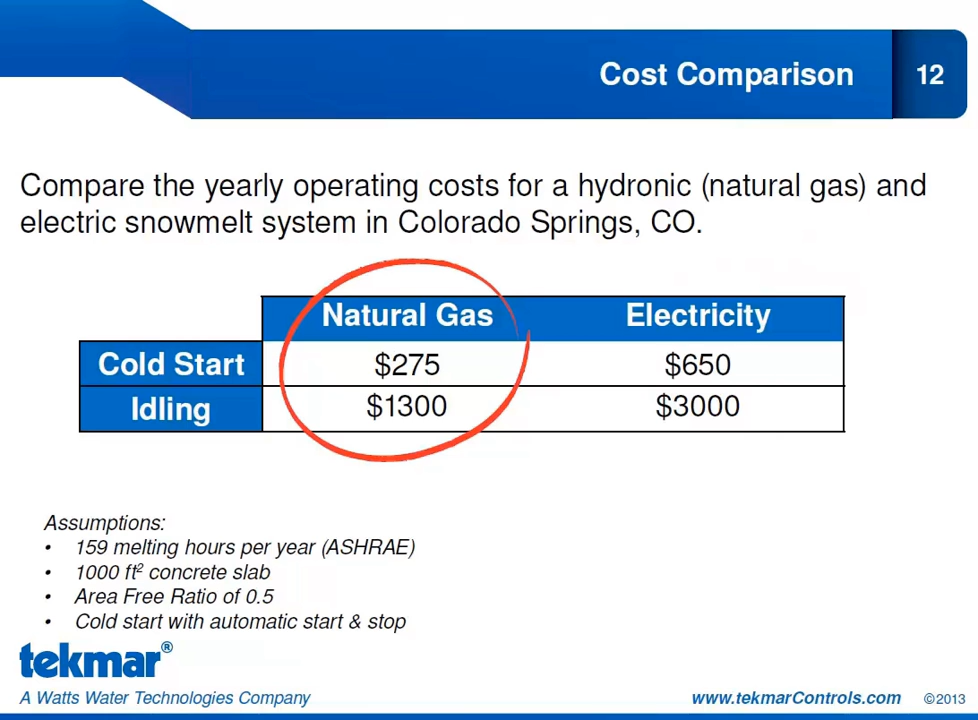 Cost Comparison 12
Compare the yearly operating costs for a hydronic (natural gas) and
electric snowmelt system in Colorado Springs, CO.
Natural Gas Electricity
Cold Start $275 $650
Idling $1300 $3000
Assumptions:
• 159 melting hours per year (ASHRAE)
• 1000 ft² concrete slab
• Area Free Ratio of 0.5
• Cold start with automatic start & stop
tekmar®
A Watts Water Technologies Company www.tekmarControls.com ©2013